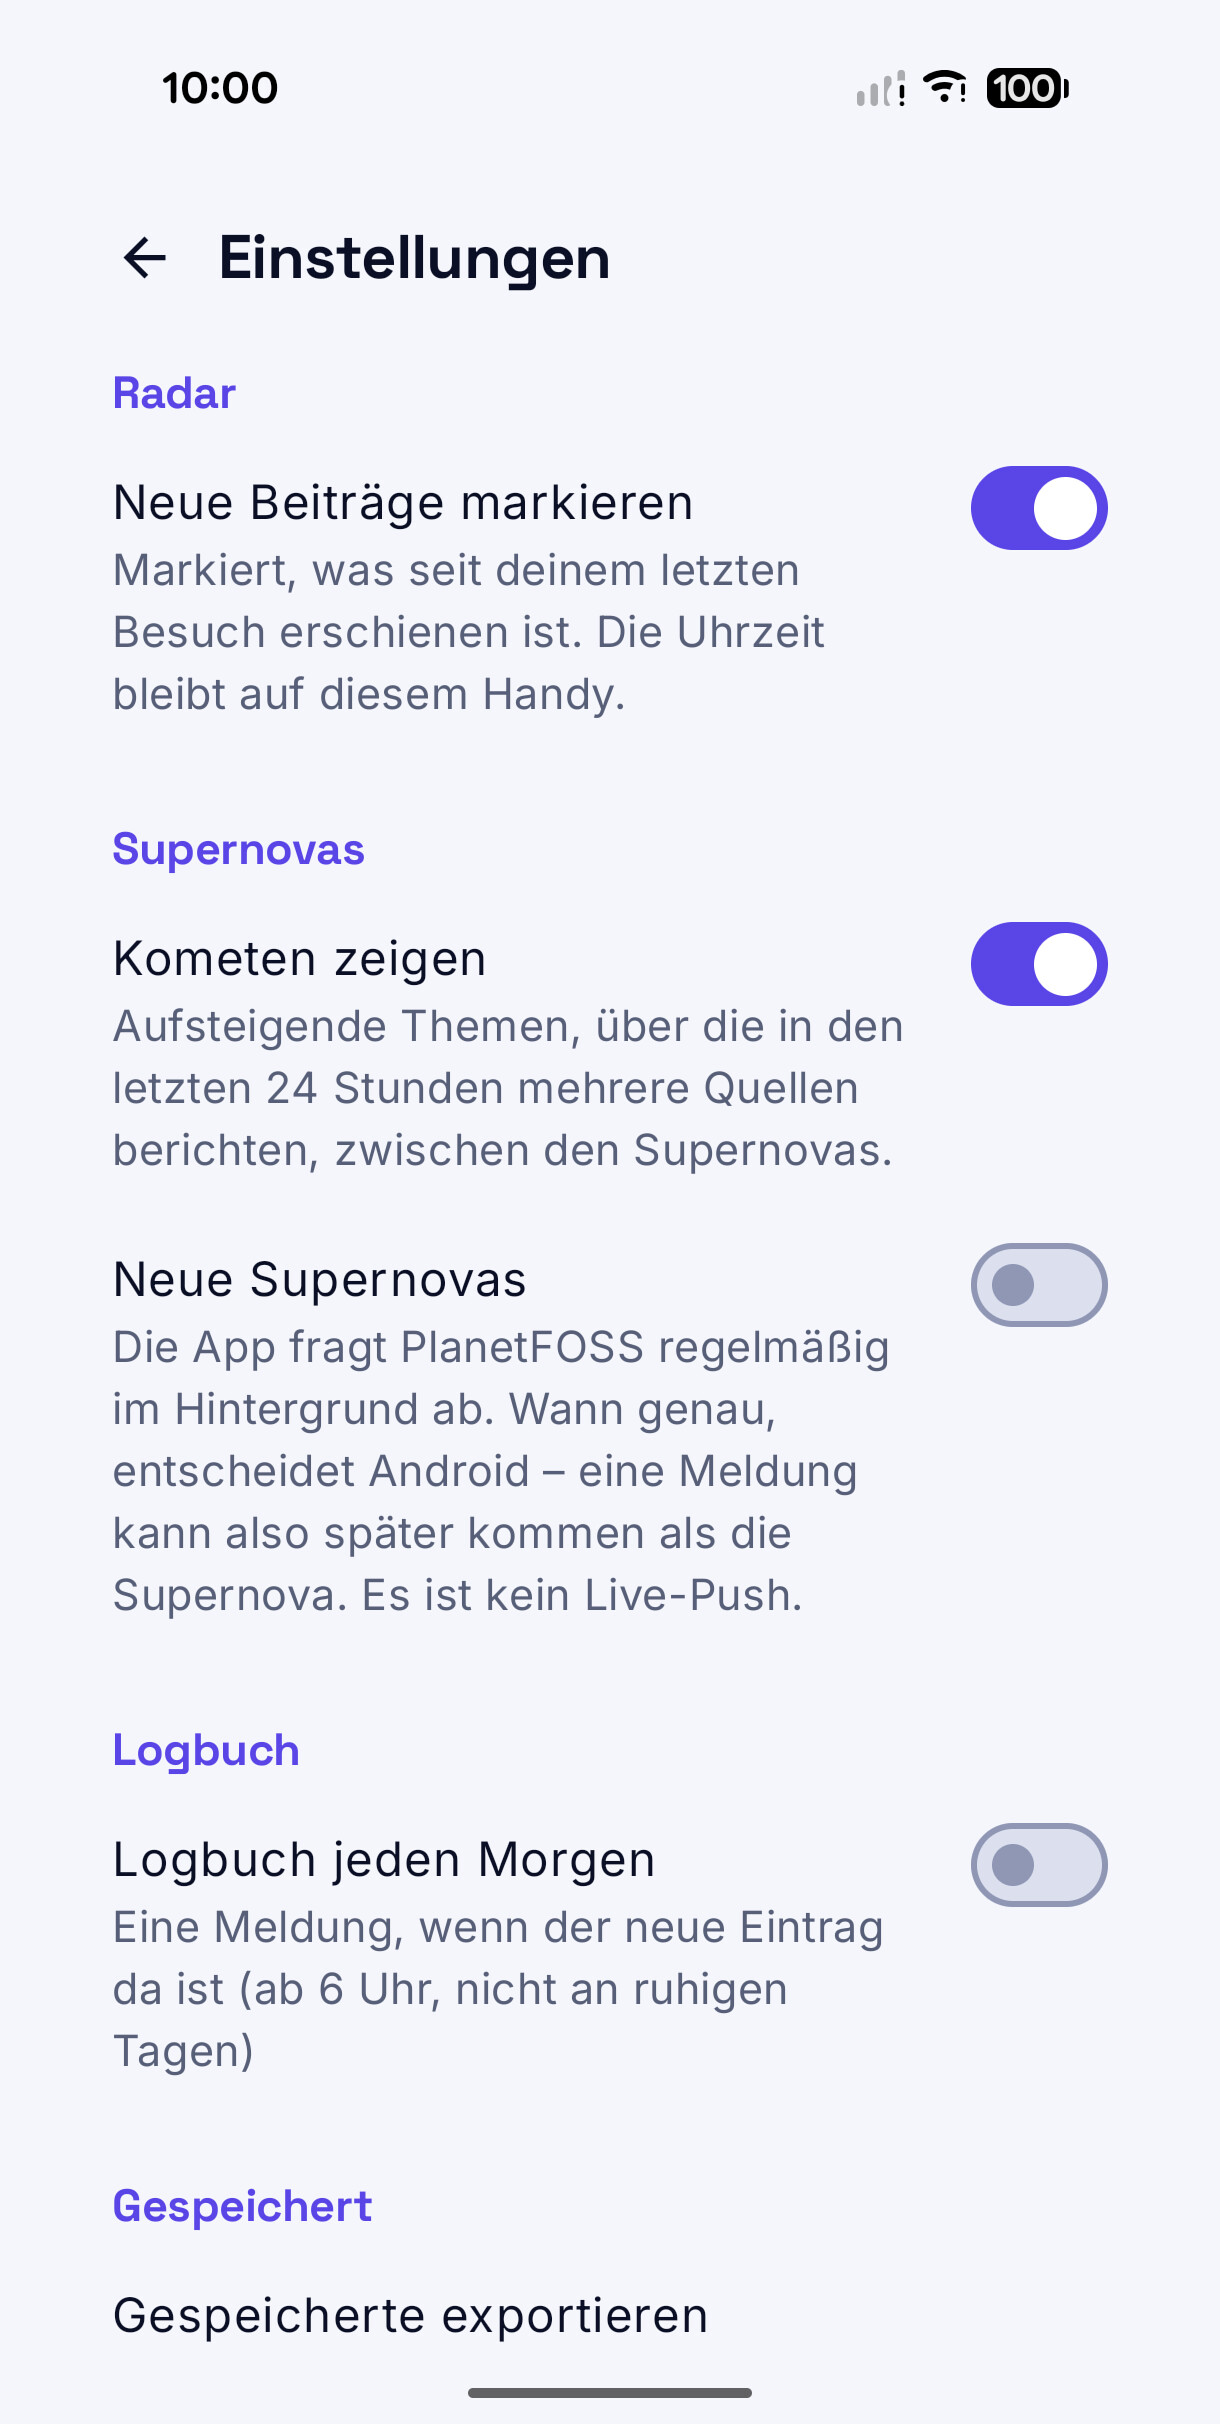 10:00
100
Einstellungen
Radar
Neue Beiträge markieren
Markiert, was seit deinem letzten
Besuch erschienen ist. Die Uhrzeit
bleibt auf diesem Handy.
Supernovas
Kometen zeigen
Aufsteigende Themen, über die in den
letzten 24 Stunden mehrere Quellen
berichten, zwischen den Supernovas.
Neue Supernovas
Die App fragt PlanetFOSS regelmäßig
im Hintergrund ab. Wann genau,
entscheidet Android – eine Meldung
kann also später kommen als die
Supernova. Es ist kein Live-Push.
Logbuch
Logbuch jeden Morgen
Eine Meldung, wenn der neue Eintrag
da ist (ab 6 Uhr, nicht an ruhigen
Tagen)
Gespeichert
Gespeicherte exportieren